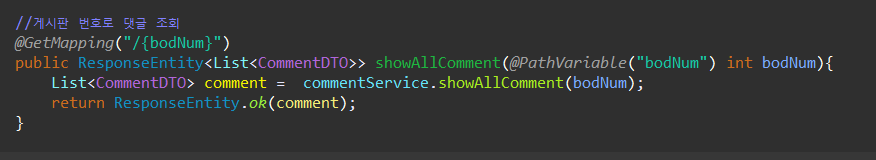 //게시판 번호로 댓글 조회
@GetMapping("/{bodNum}")
public ResponseEntity<List<CommentDTO>> showAllComment(@PathVariable("bodNum") int bodNum){
    List<CommentDTO> comment =  commentService.showAllComment(bodNum);
    return ResponseEntity.ok(comment);
}